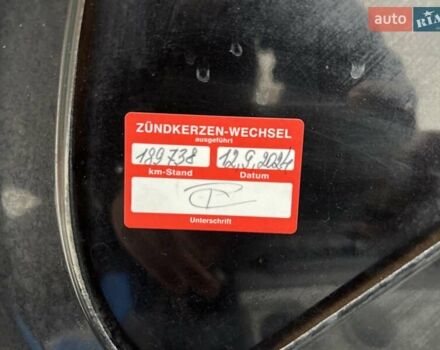 auto RIA
ZÜNDKERZEN-WECHSEL
ausgeführt
189738 12.9.2024
km-Stand Datum
Unterschrift